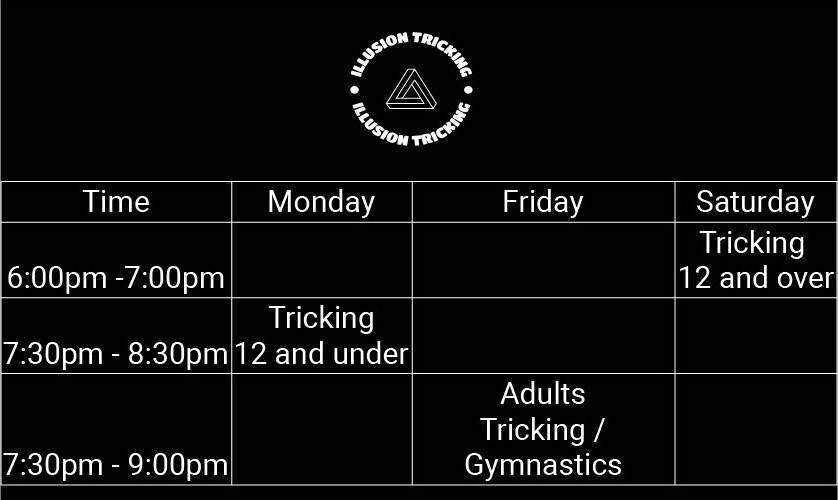 ILLUSION TRICKING
ILLUSION TRICKING
Time Monday Friday Saturday
Tricking
6:00pm -7:00pm 12 and over
Tricking
7:30pm - 8:30pm 12 and under
Adults
Tricking /
7:30pm - 9:00pm Gymnastics